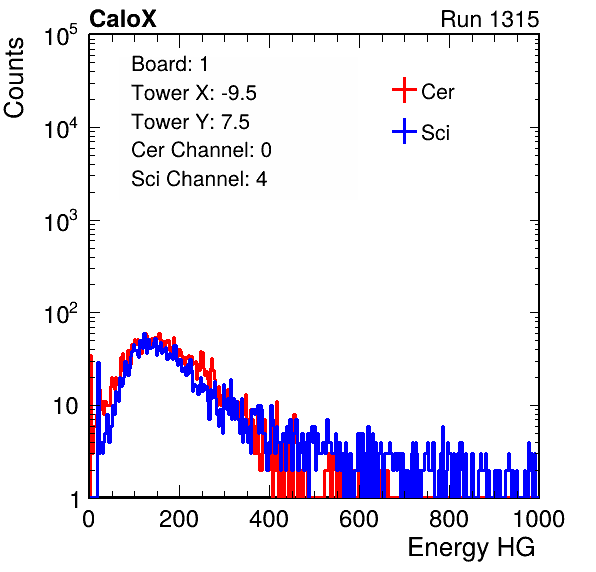 CaloX Run 1315
Counts
10^5
10^4
10^3
10^2
10
1
Board: 1
Tower X: -9.5
Tower Y: 7.5
Cer Channel: 0
Sci Channel: 4
Cer
Sci
0 200 400 600 800 1000
Energy HG